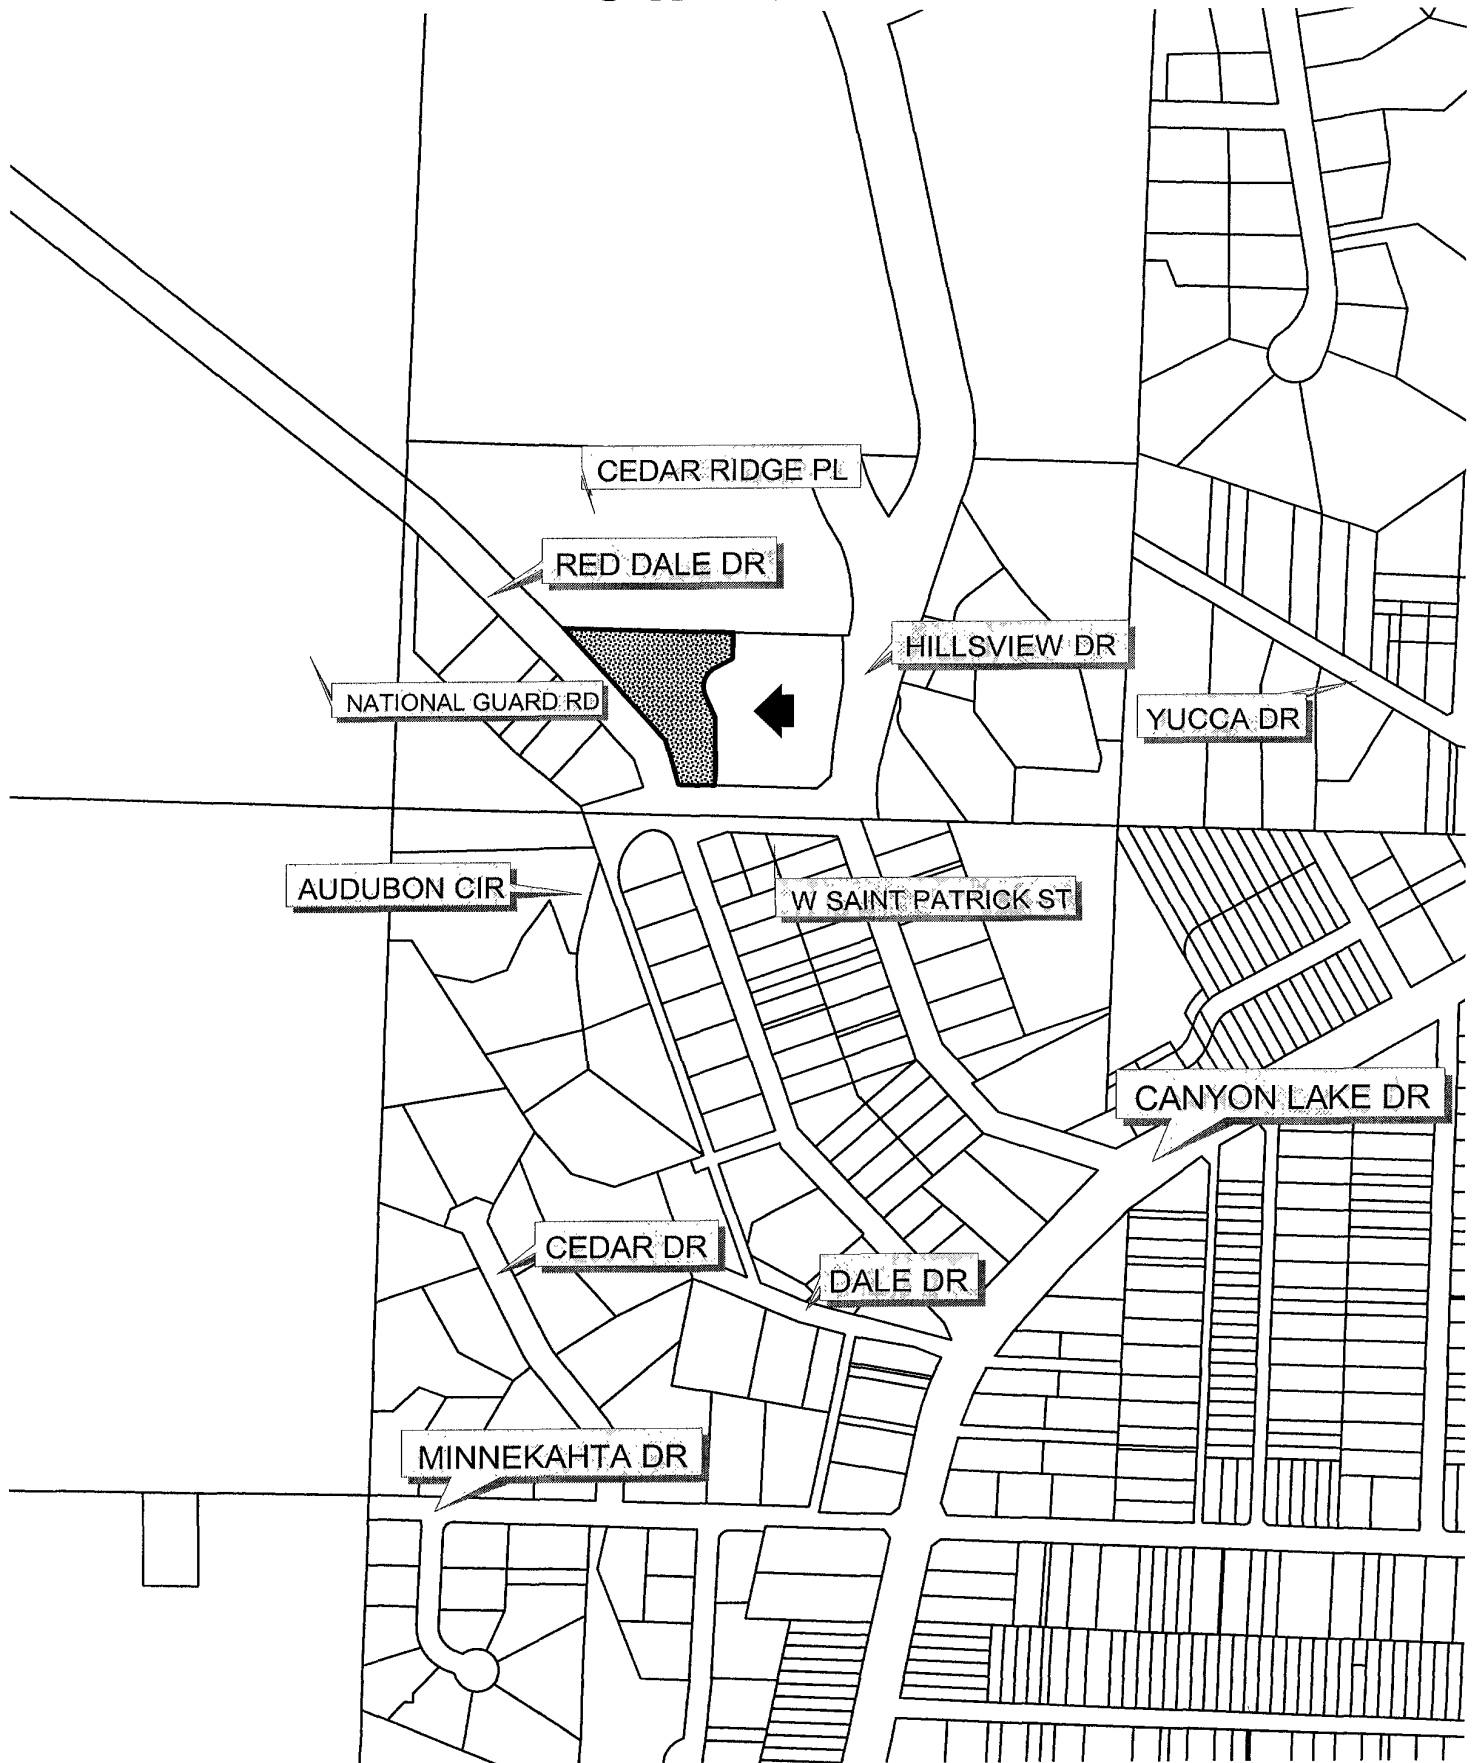 CEDAR RIDGE PL
RED DALE DR
HILLSVIEW DR
NATIONAL GUARD RD
YUCCA DR
AUDUBON CIR
W SAINT PATRICK ST
CANYON LAKE DR
CEDAR DR
DALE DR
MINNEKAHTA DR